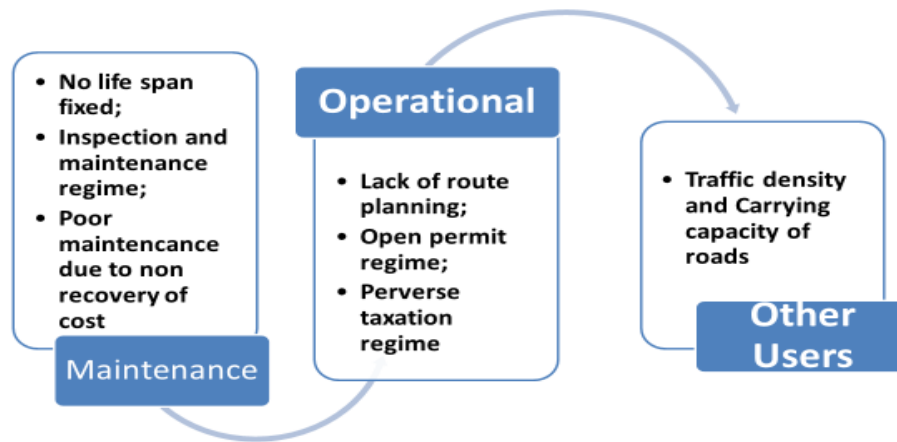 • No life span
fixed;
• Inspection and
maintenance
regime;
• Poor
maintencance
due to non
recovery of
cost
Maintenance
Operational
• Lack of route
planning;
• Open permit
regime;
• Perverse
taxation
regime
• Traffic density
and Carrying
capacity of
roads
Other
Users